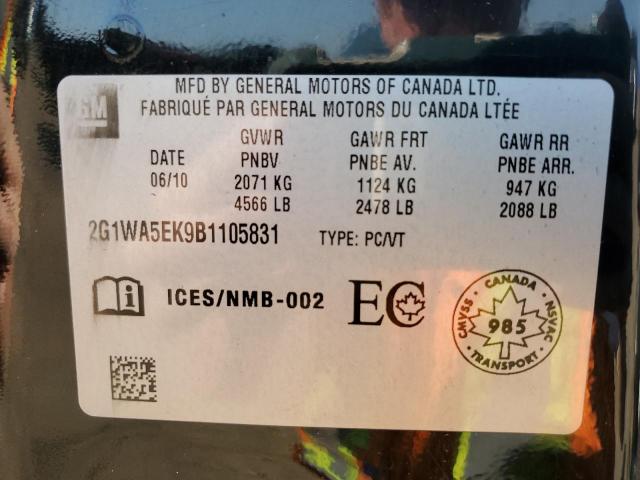 MFD BY GENERAL MOTORS OF CANADA LTD.
FABRIQUÉ PAR GENERAL MOTORS DU CANADA LTÉE
GM
GVWR GAWR FRT GAWR RR
DATE PNBV PNBE AV. PNBE ARR.
06/10 2071 KG 1124 KG 947 KG
4566 LB 2478 LB 2088 LB
2G1WA5EK9B1105831 TYPE: PC/VT
i ICES/NMB-002 EC
CANADA
CMVSS 985 NSVAC
TRANSPORT